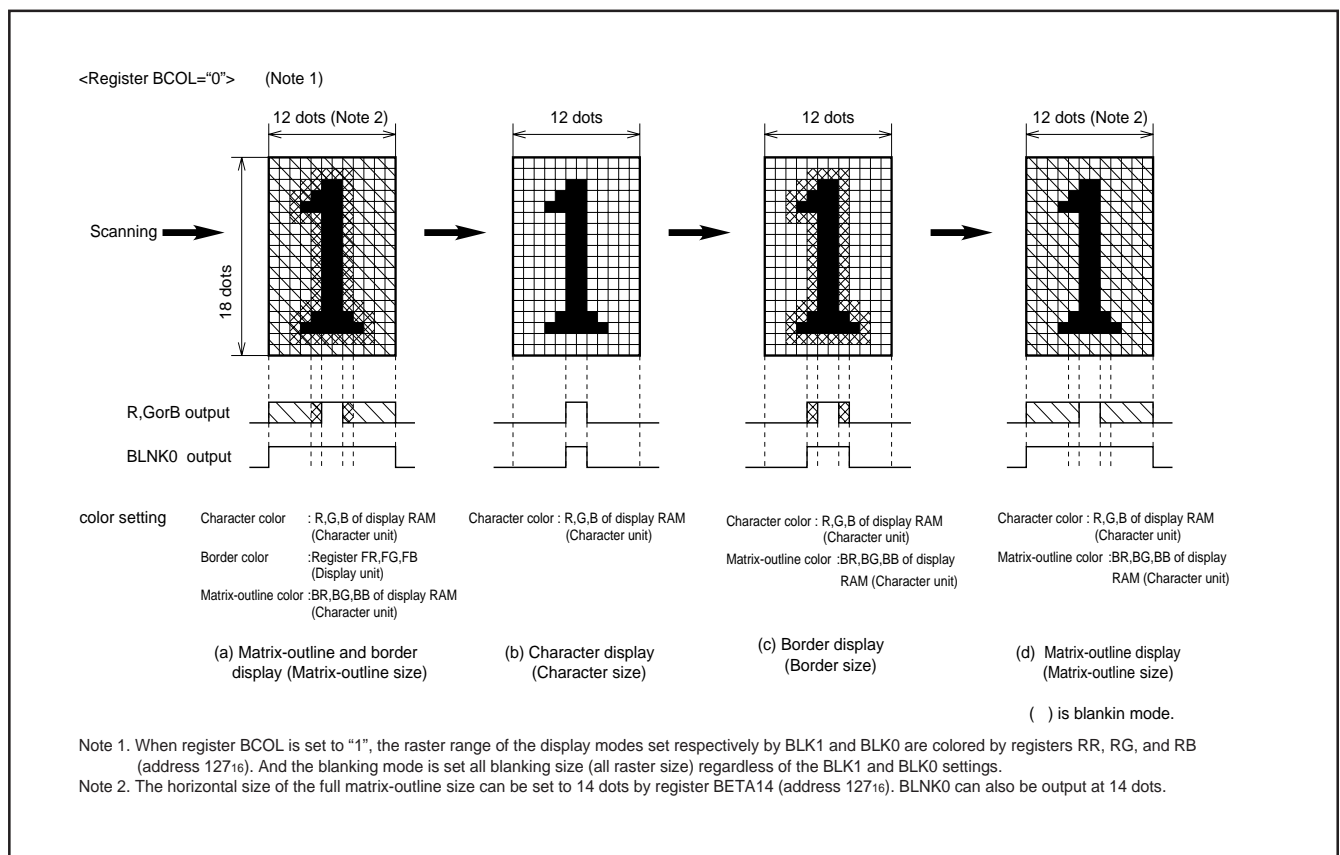 <Register BCOL=“0”> (Note 1)
12 dots (Note 2) 12 dots 12 dots 12 dots (Note 2)
Scanning
18 dots
R,GorB output
BLNK0 output
color setting
Character color : R,G,B of display RAM
(Character unit)
Border color :Register FR,FG,FB
(Display unit)
Matrix-outline color :BR,BG,BB of display RAM
(Character unit)
(a) Matrix-outline and border
display (Matrix-outline size)
Character color : R,G,B of display RAM
(Character unit)
(b) Character display
(Character size)
Character color : R,G,B of display RAM
(Character unit)
Matrix-outline color :BR,BG,BB of display
RAM (Character unit)
(c) Border display
(Border size)
Character color : R,G,B of display RAM
(Character unit)
Matrix-outline color :BR,BG,BB of display
RAM (Character unit)
(d) Matrix-outline display
(Matrix-outline size)
( ) is blankin mode.
Note 1. When register BCOL is set to “1”, the raster range of the display modes set respectively by BLK1 and BLK0 are colored by registers RR, RG, and RB
(address 12716). And the blanking mode is set all blanking size (all raster size) regardless of the BLK1 and BLK0 settings.
Note 2. The horizontal size of the full matrix-outline size can be set to 14 dots by register BETA14 (address 12716). BLNK0 can also be output at 14 dots.